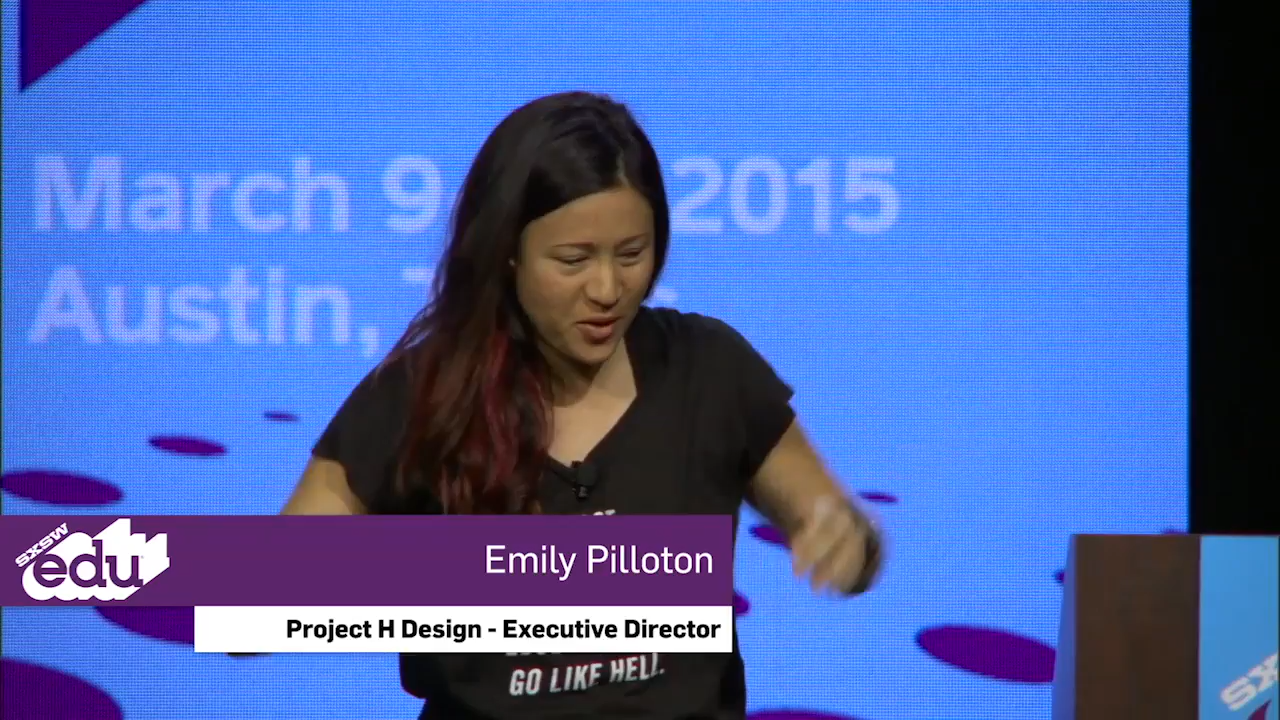 March 9 2015
Austin,
SXSW
edu
Emily Pilloton
Project H Design - Executive Director
GO LIKE HELL.